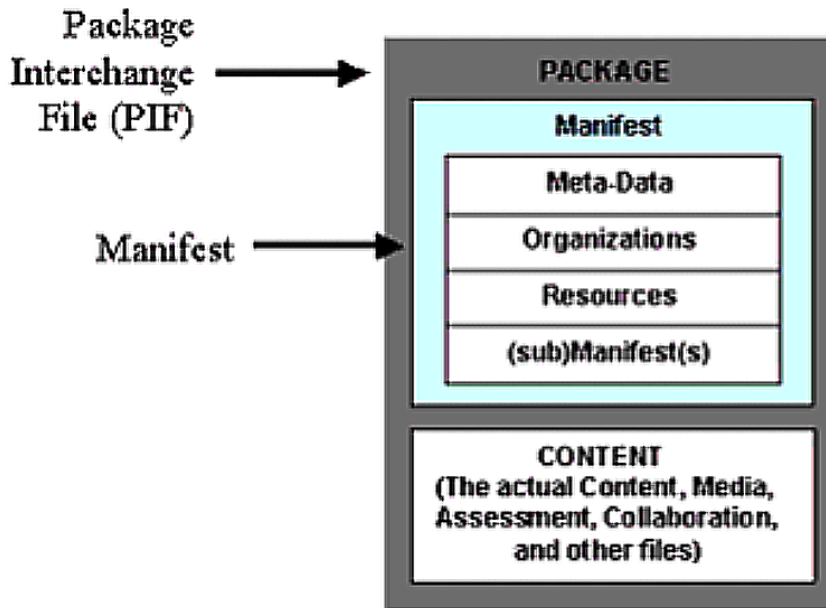 Package
Interchange
File (PIF)
PACKAGE
Manifest
Meta-Data
Manifest
Organizations
Resources
(sub)Manifest(s)
CONTENT
(The actual Content, Media,
Assessment, Collaboration,
and other files)